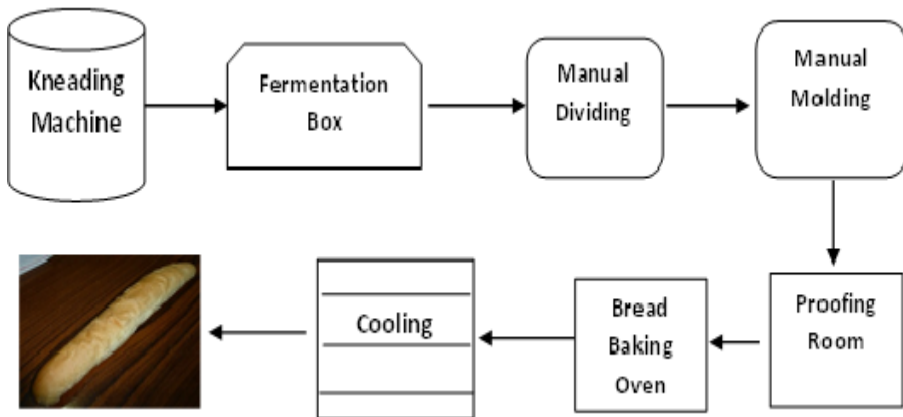 Kneading
Machine
Fermentation
Box
Manual
Dividing
Manual
Molding
Proofing
Room
Bread
Baking
Oven
Cooling